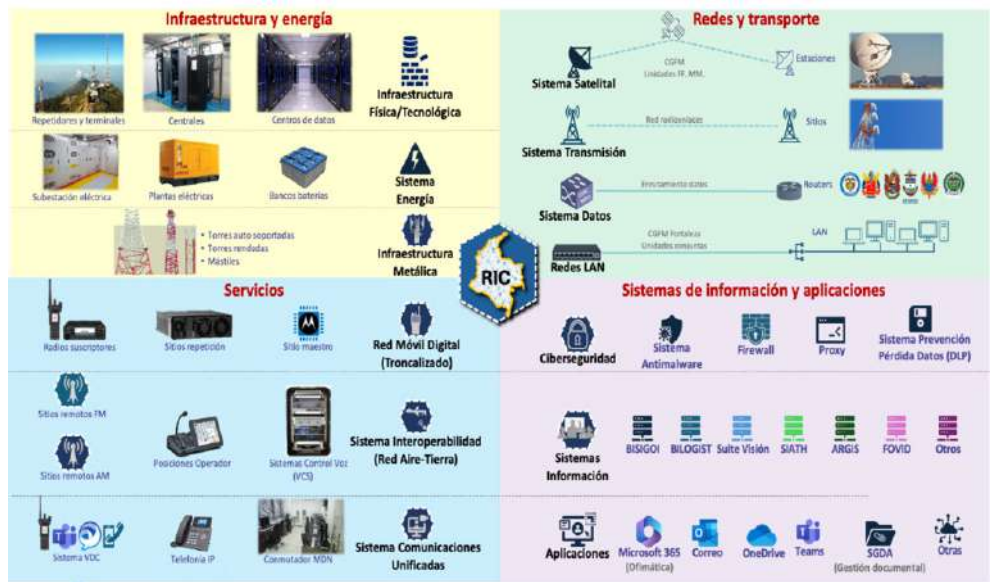 Infraestructura y energía
Repetidores y terminales
Centrales
Centros de datos
Infraestructura
Física/Tecnológica
Subestación eléctrica
Plantas eléctricas
Bancos baterías
Sistema
Energía
• Torres auto soportadas
• Torres rendadas
• Mástiles
Infraestructura
Metálica
Redes y transporte
CGFM
Unidades FF. MM.
Estaciones
Sistema Satelital
Red radioenlaces
Sitios
Sistema Transmisión
Enrutamiento datos
Routers
Sistema Datos
CGFM Fortaleza
Unidades conjuntas
LAN
Redes LAN
RIC
Servicios
Radios suscriptores
Sitios repetición
Sitio maestro
Red Móvil Digital
(Troncalizado)
Sitios remotos FM
Sitios remotos AM
Posiciones Operador
Sistemas Control Voz
(VCS)
Sistema Interoperabilidad
(Red Aire-Tierra)
Sistema VDC
Telefonía IP
Conmutador MDN
Sistema Comunicaciones
Unificadas
Sistemas de información y aplicaciones
Ciberseguridad
Sistema
Antimalware
Firewall
Proxy
Sistema Prevención
Pérdida Datos (DLP)
Sistemas
Información
BISIGOI
BILOGIST
Suite Visión
SIATH
ARGIS
FOVID
Otros
Aplicaciones
Microsoft 365
(Ofimática)
Correo
OneDrive
Teams
SGDA
(Gestión documental)
Otras